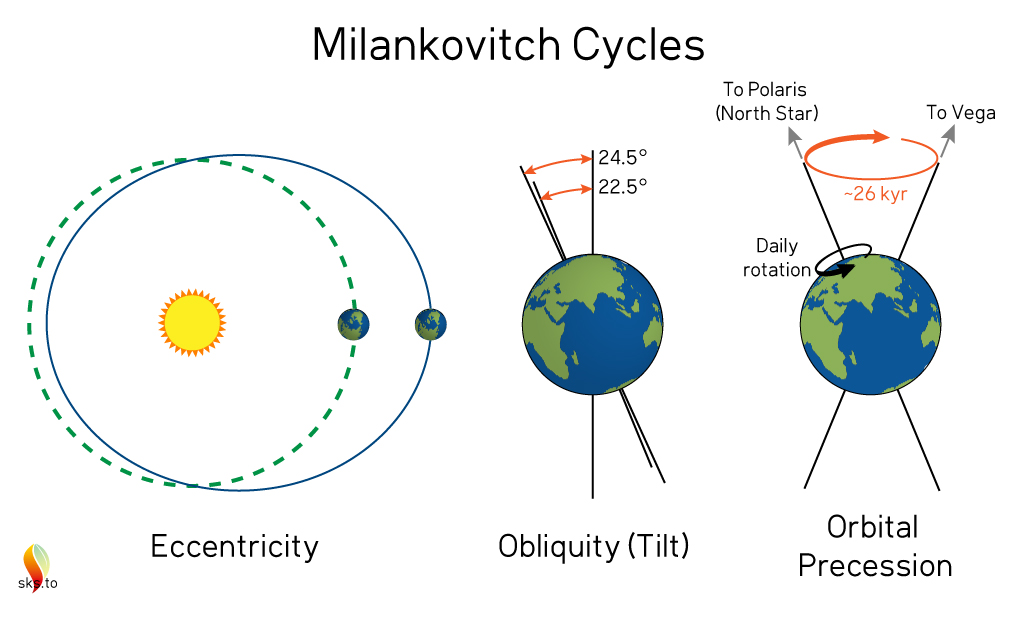 Milankovitch Cycles
To Polaris
(North Star)
To Vega
24.5°
22.5°
~26 kyr
Daily
rotation
Eccentricity
Obliquity (Tilt)
Orbital
Precession
sks.to